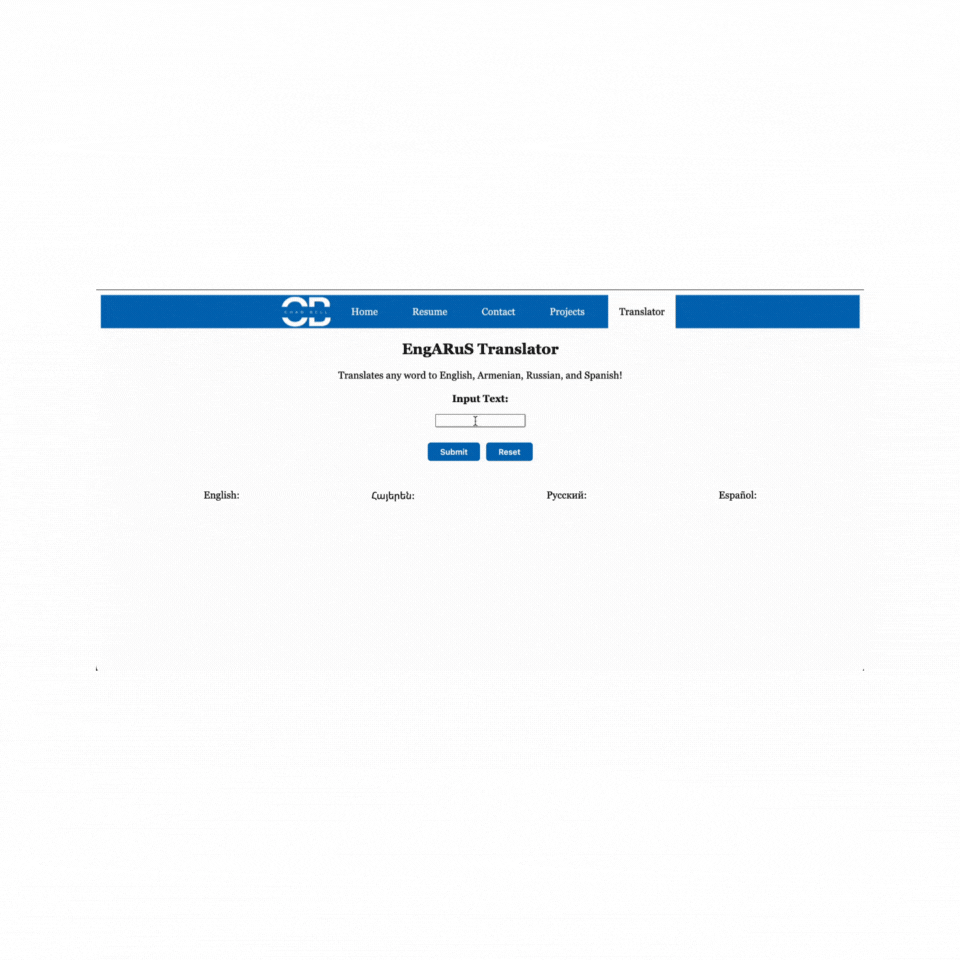 CHAD BELL
Home Resume Contact Projects Translator
EngARuS Translator
Translates any word to English, Armenian, Russian, and Spanish!
Input Text:
Submit Reset
English: Հայերեն: Русский: Español: